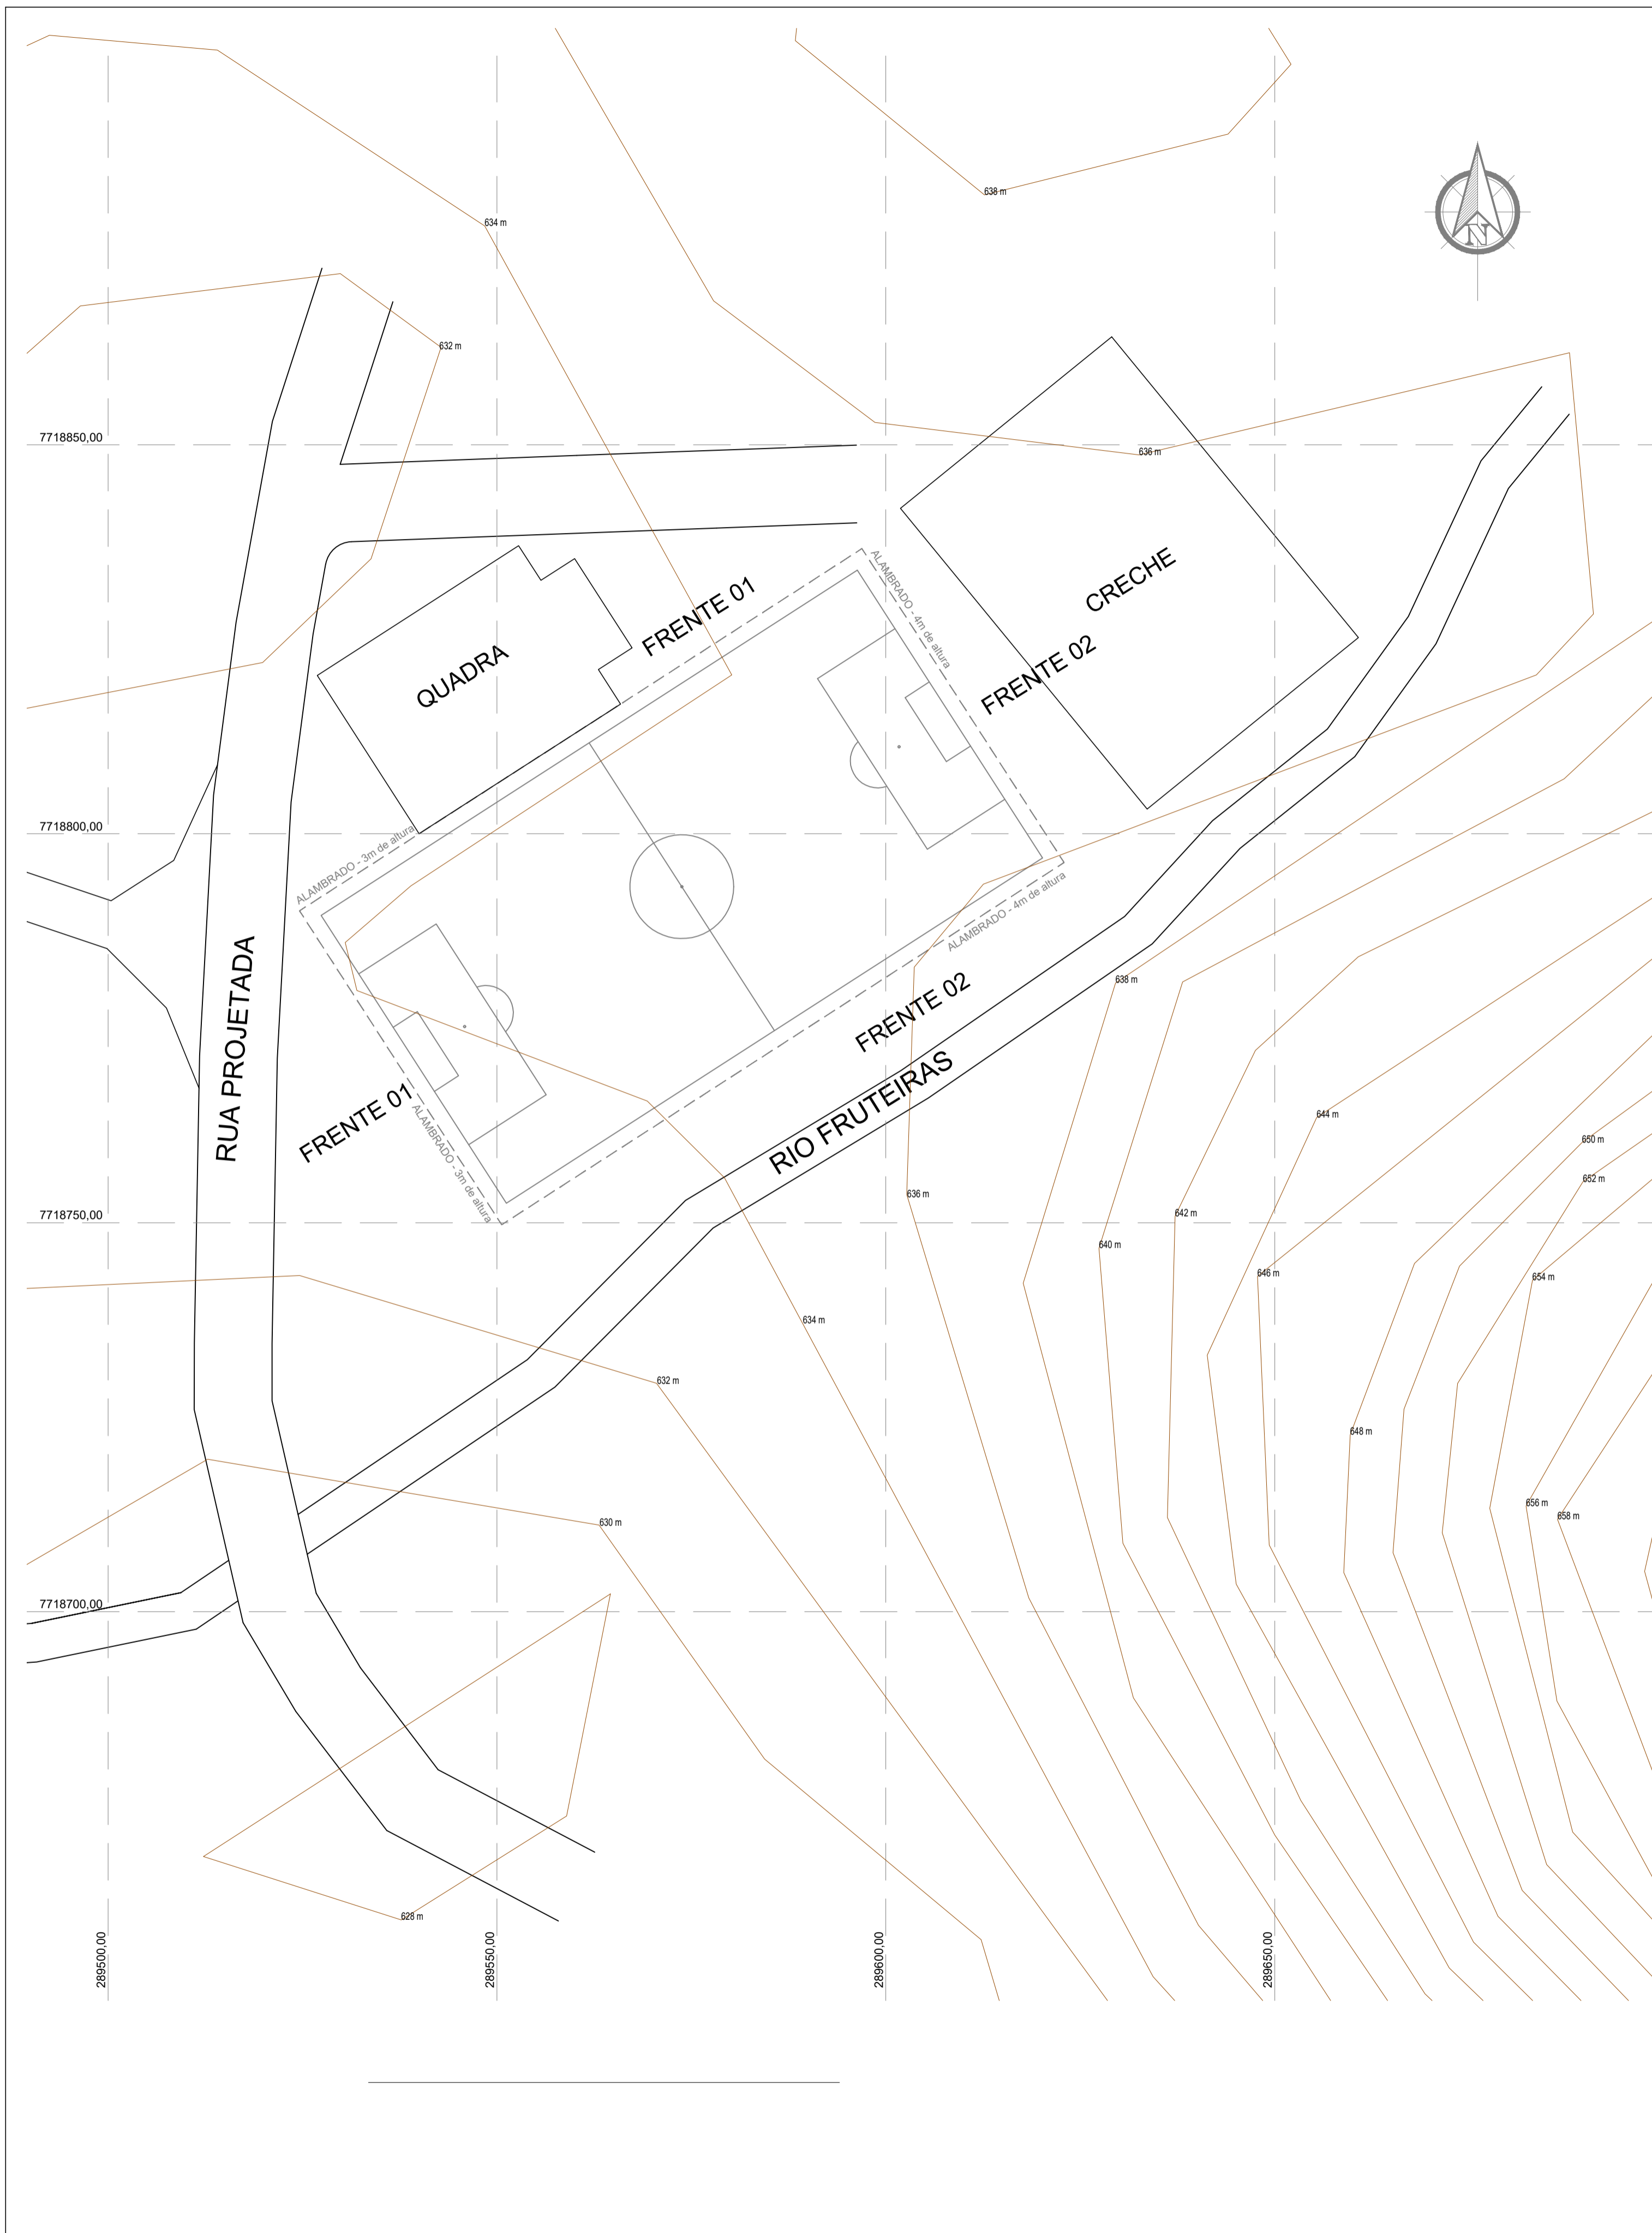 638 m
N
634 m
632 m
7718850,00
636 m
ALAMBRADO - 4m de altura
CRECHE
FRENTE 01
QUADRA
FRENTE 02
7718800,00
ALAMBRADO - 3m de altura
ALAMBRADO - 4m de altura
RUA PROJETADA
638 m
FRENTE 02
RIO FRUTEIRAS
FRENTE 01
ALAMBRADO - 3m de altura
644 m
650 m
652 m
636 m
7718750,00
642 m
640 m
646 m
654 m
634 m
632 m
648 m
656 m
658 m
630 m
7718700,00
628 m
289500,00
289550,00
289600,00
289650,00